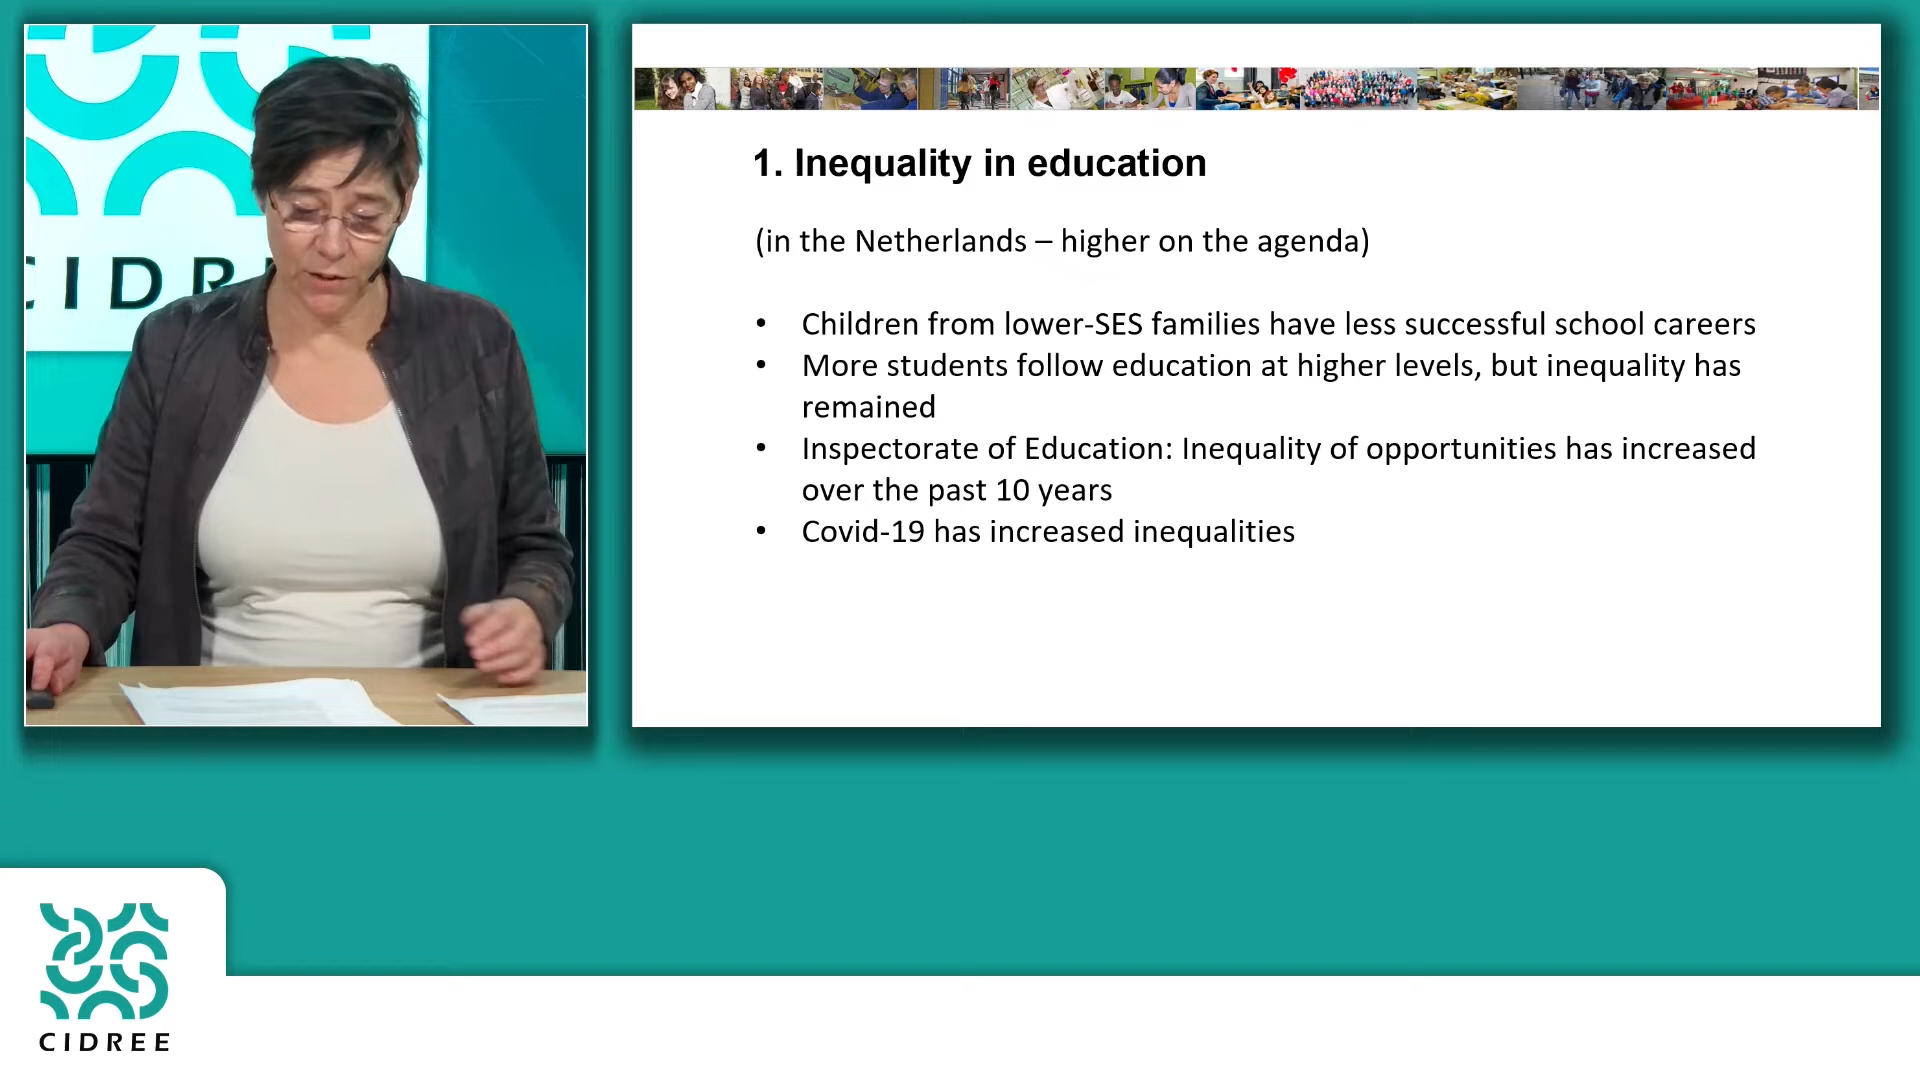 CIDR
1. Inequality in education
(in the Netherlands – higher on the agenda)
• Children from lower-SES families have less successful school careers
• More students follow education at higher levels, but inequality has
remained
• Inspectorate of Education: Inequality of opportunities has increased
over the past 10 years
• Covid-19 has increased inequalities
CIDREE